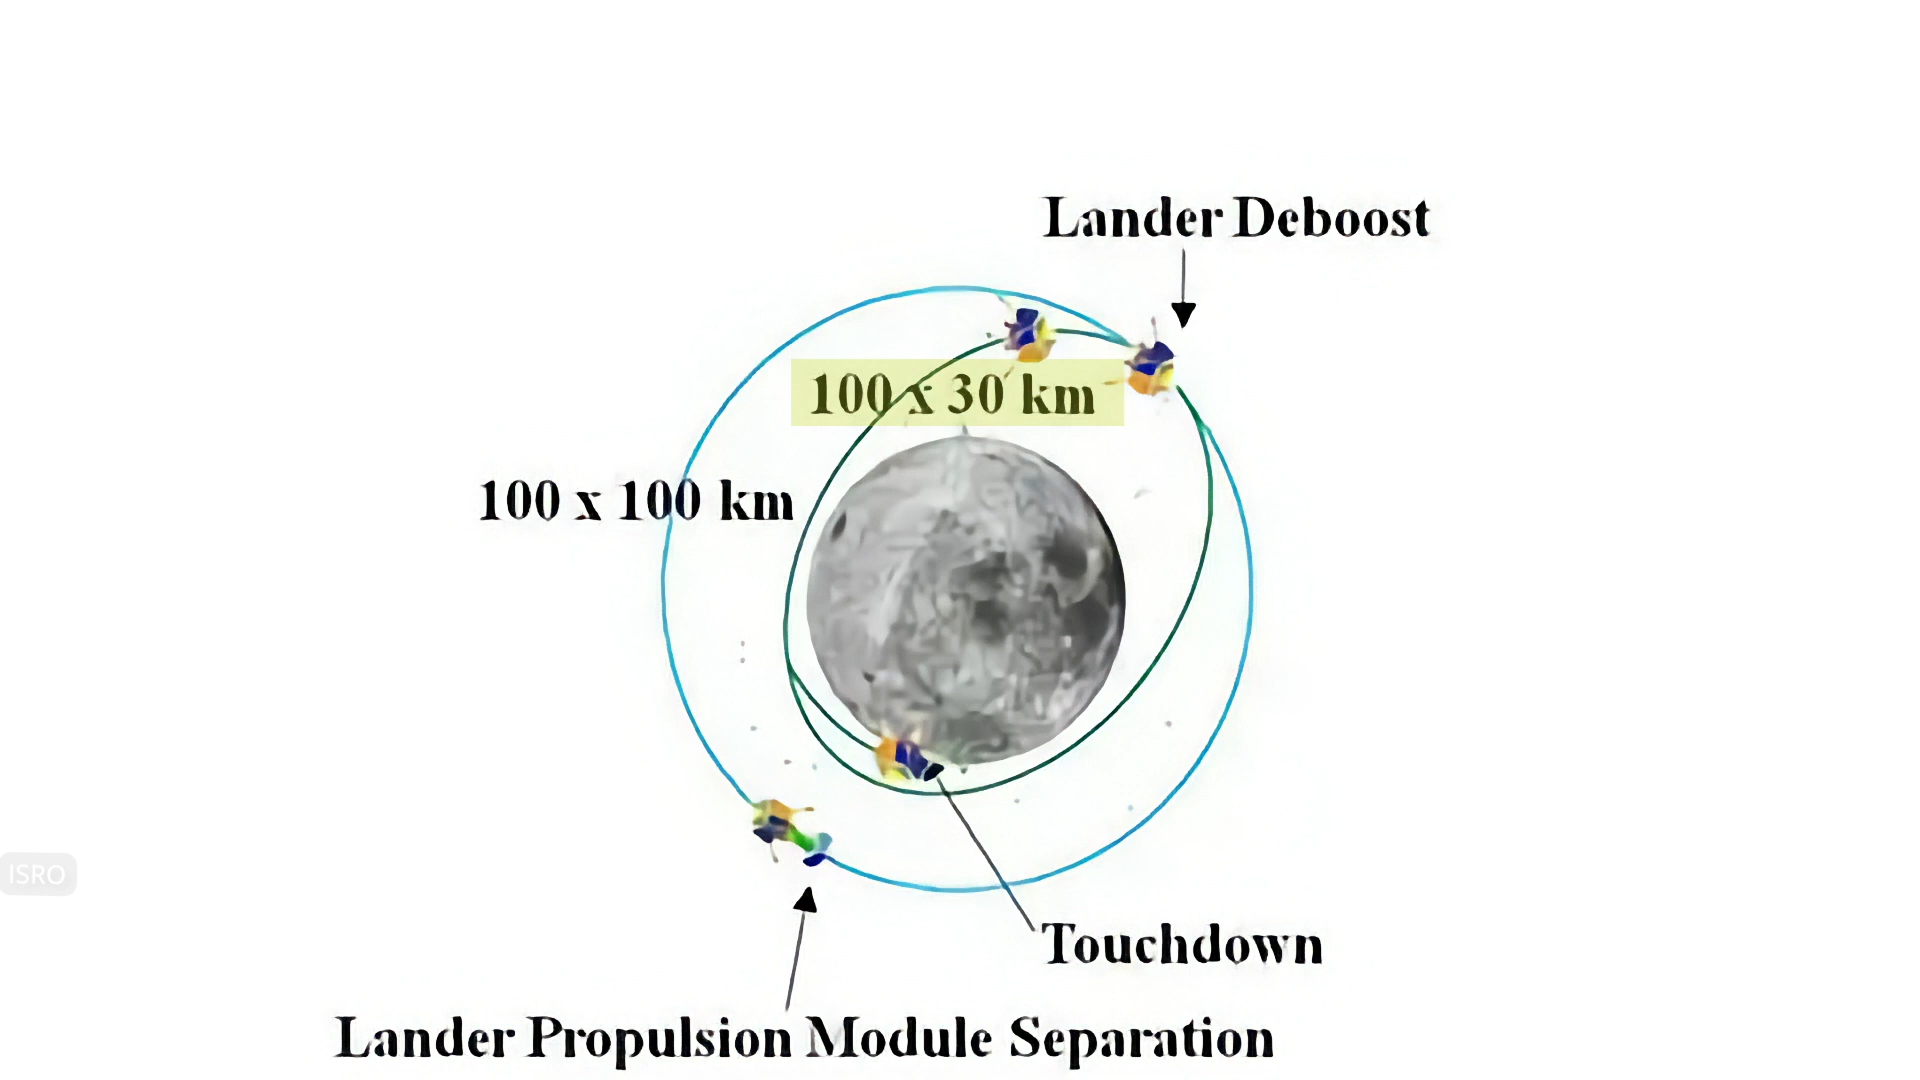 Lander Deboost
100 x 30 km
100 x 100 km
ISRO
Touchdown
Lander Propulsion Module Separation